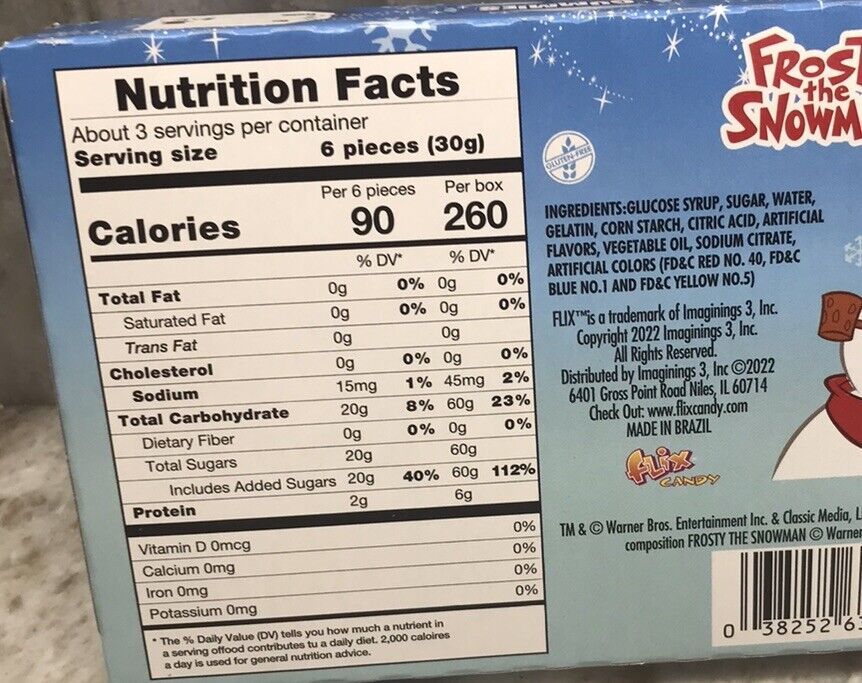 Nutrition Facts
About 3 servings per container
Serving size 6 pieces (30g)
Per 6 pieces Per box
Calories 90 260
% DV* % DV*
Total Fat 0g 0% 0g 0%
Saturated Fat 0g 0% 0g 0%
Trans Fat 0g 0g
Cholesterol 0g 0% 0g 0%
Sodium 15mg 1% 45mg 2%
Total Carbohydrate 20g 8% 60g 23%
Dietary Fiber 0g 0% 0g 0%
Total Sugars 20g 60g
Includes Added Sugars 20g 40% 60g 112%
Protein 2g 6g
Vitamin D 0mcg 0%
Calcium 0mg 0%
Iron 0mg 0%
Potassium 0mg 0%
* The % Daily Value (DV) tells you how much a nutrient in
a serving offood contributes tu a daily diet. 2,000 caloires
a day is used for general nutrition advice.
GLUTEN-FREE
FROST
the
SNOWM
INGREDIENTS:GLUCOSE SYRUP, SUGAR, WATER,
GELATIN, CORN STARCH, CITRIC ACID, ARTIFICIAL
FLAVORS, VEGETABLE OIL, SODIUM CITRATE,
ARTIFICIAL COLORS (FD&C RED NO. 40, FD&C
BLUE NO.1 AND FD&C YELLOW NO.5)
FLIX™is a trademark of Imaginings 3, Inc.
Copyright 2022 Imaginings 3, Inc.
All Rights Reserved.
Distributed by Imaginings 3, Inc ©2022
6401 Gross Point Road Niles, IL 60714
Check Out: www.flixcandy.com
MADE IN BRAZIL
FLiX
CANDY
TM & © Warner Bros. Entertainment Inc. & Classic Media, L
composition FROSTY THE SNOWMAN © Warner
0 38252 6